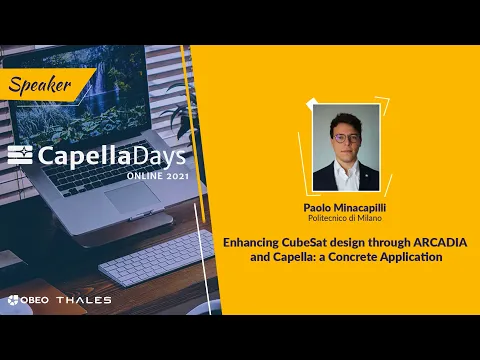 Speaker
CapellaDays
ONLINE 2021
OBEO THALES
Paolo Minacapilli
Politecnico di Milano
Enhancing CubeSat design through ARCADIA
and Capella: a Concrete Application